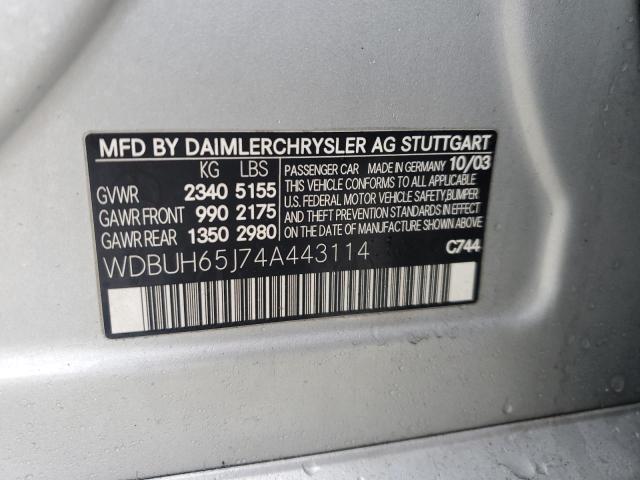 MFD BY DAIMLERCHRYSLER AG STUTTGART
KG LBS
GVWR 2340 5155
GAWR FRONT 990 2175
GAWR REAR 1350 2980
PASSENGER CAR MADE IN GERMANY 10/03
THIS VEHICLE CONFORMS TO ALL APPLICABLE
U.S. FEDERAL MOTOR VEHICLE SAFETY,BUMPER
AND THEFT PREVENTION STANDARDS IN EFFECT
ON THE DATE OF MANUFACTURE SHOWN ABOVE.
WDBUH65J74A443114
C744